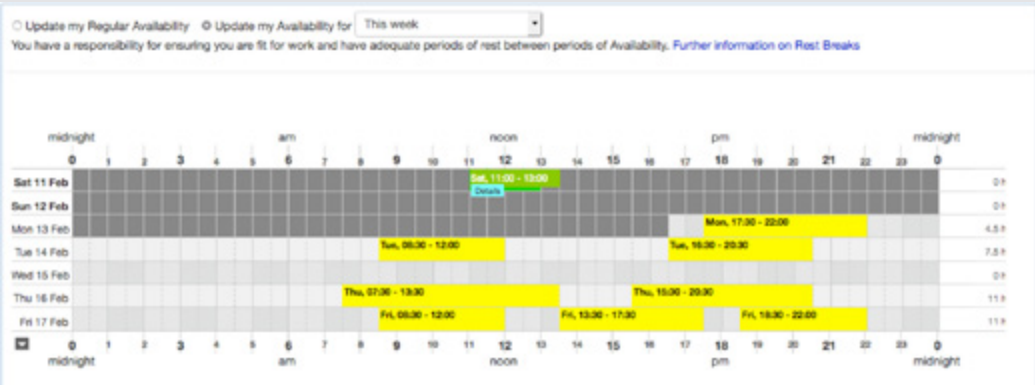 Update my Regular Availability Update my Availability for This week
You have a responsibility for ensuring you are fit for work and have adequate periods of rest between periods of Availability. Further information on Rest Breaks
midnight am noon pm midnight
0 1 2 3 4 5 6 7 8 9 10 11 12 13 14 15 16 17 18 19 20 21 22 23 0
Sat 11 Feb Sat, 11:00 - 13:00 0 h
Details
Sun 12 Feb 0 h
Mon 13 Feb Mon, 17:30 - 22:00 4.5 h
Tue 14 Feb Tue, 08:30 - 12:00 Tue, 16:30 - 20:30 7.5 h
Wed 15 Feb 0 h
Thu 16 Feb Thu, 07:30 - 13:30 Thu, 15:30 - 20:30 11 h
Fri 17 Feb Fri, 08:30 - 12:00 Fri, 13:30 - 17:30 Fri, 18:30 - 22:00 11 h
0 1 2 3 4 5 6 7 8 9 10 11 12 13 14 15 16 17 18 19 20 21 22 23 0
midnight am noon pm midnight